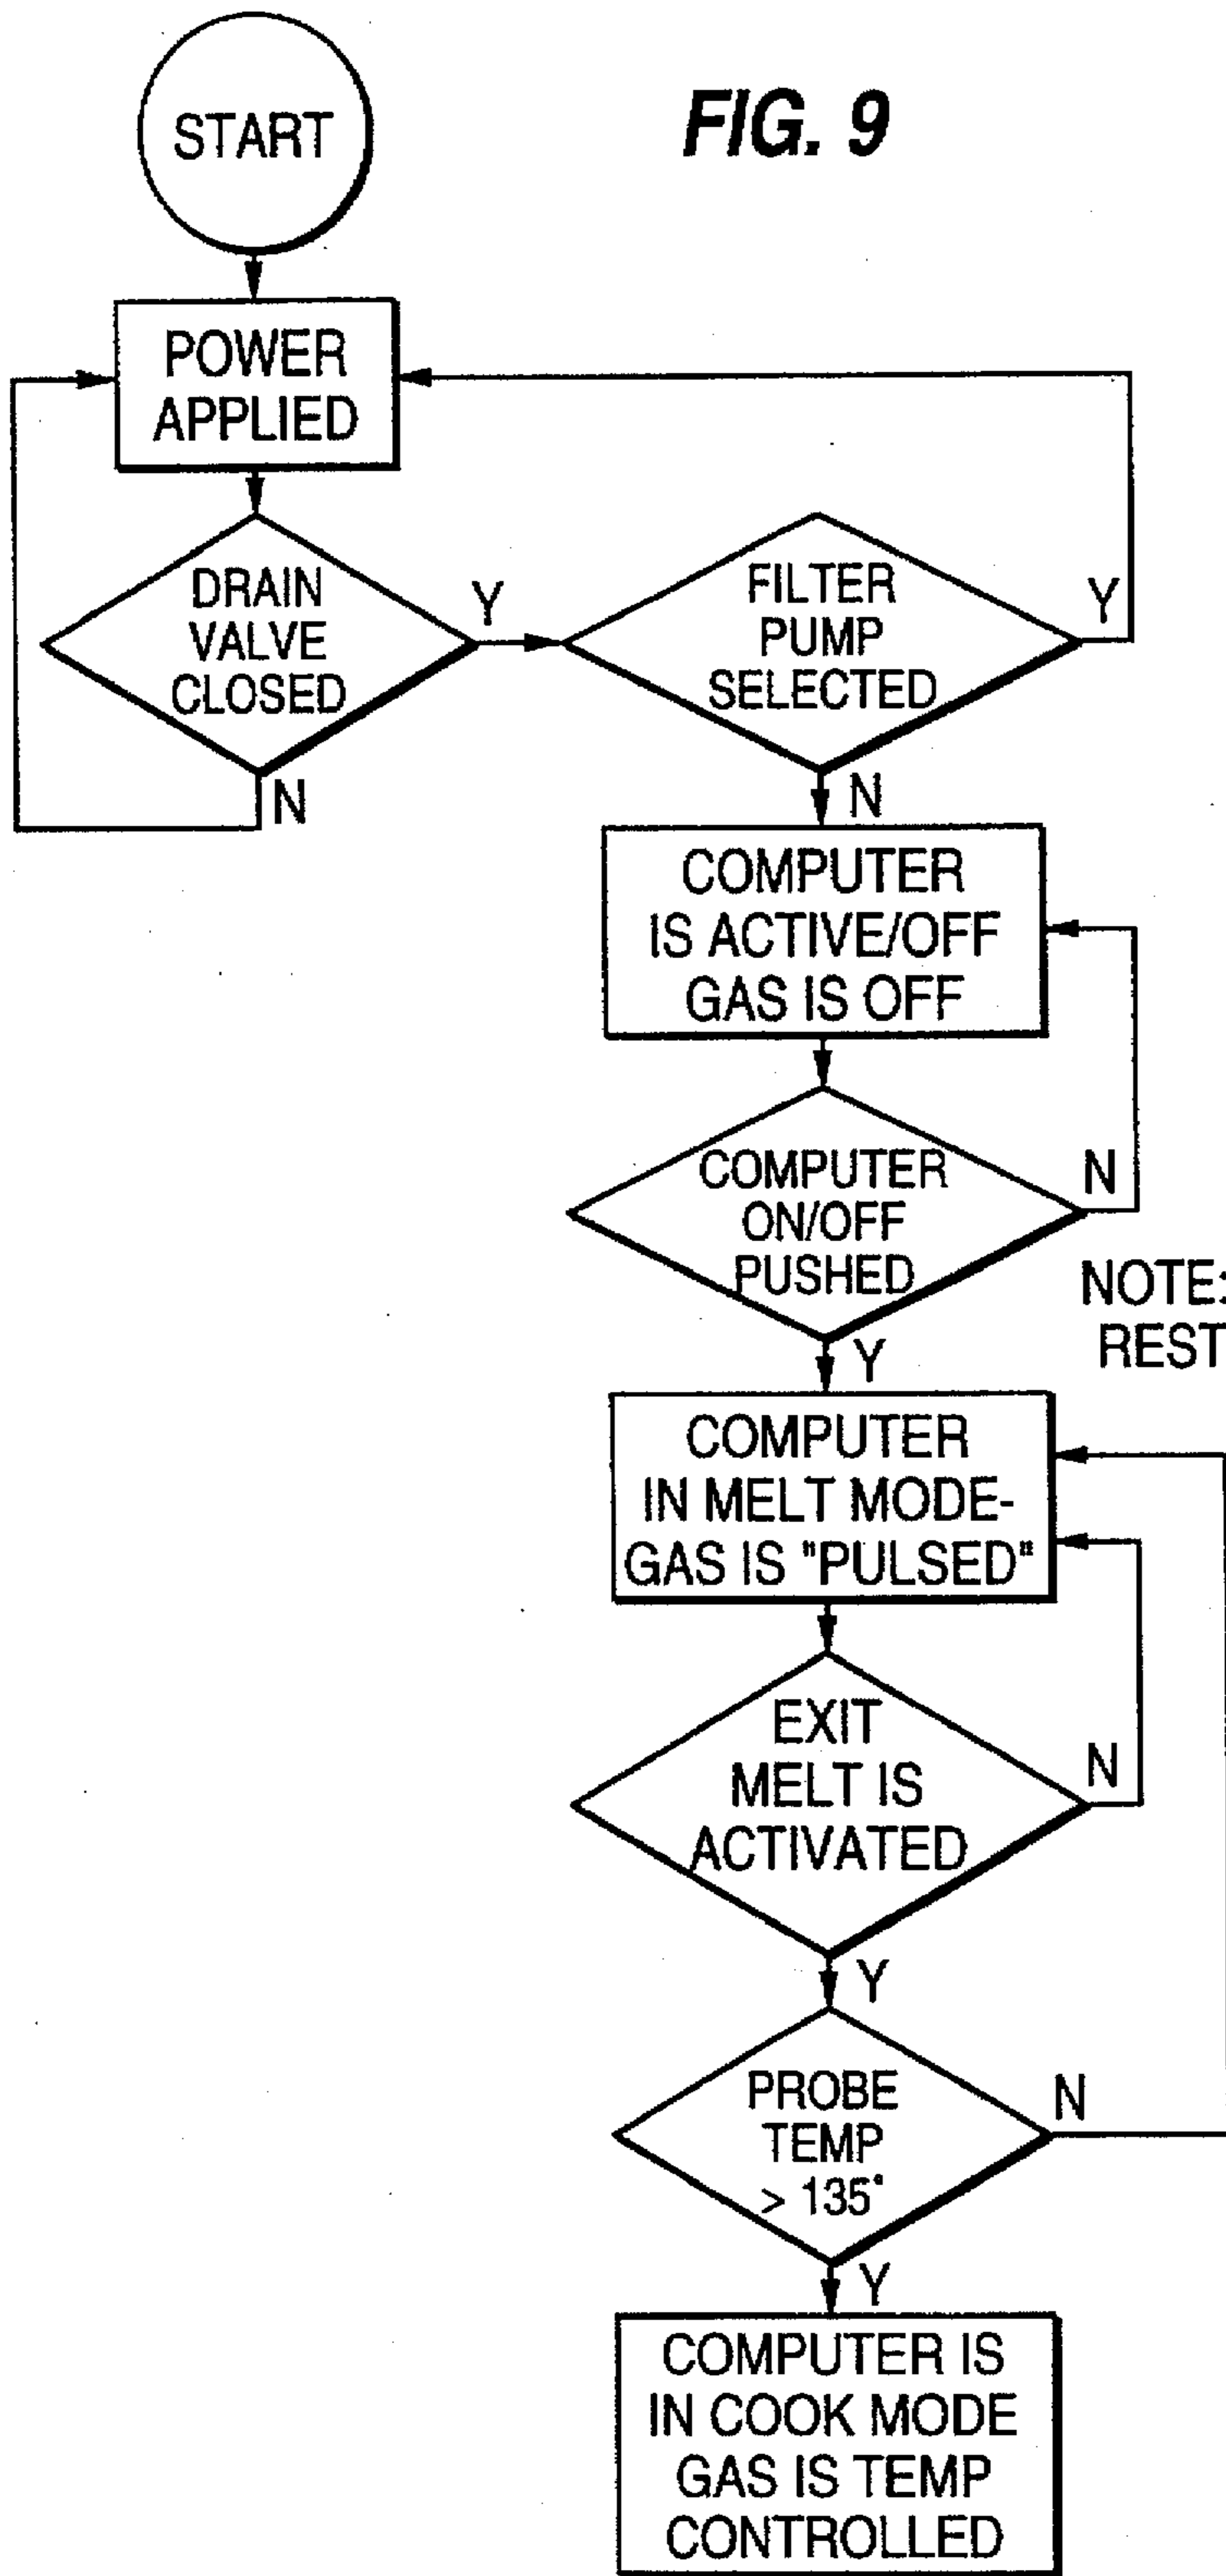 FIG. 9
START
POWER
APPLIED
DRAIN
VALVE
CLOSED
Y
N
FILTER
PUMP
SELECTED
Y
N
COMPUTER
IS ACTIVE/OFF
GAS IS OFF
COMPUTER
ON/OFF
PUSHED
N
Y
NOTE:
REST
COMPUTER
IN MELT MODE-
GAS IS "PULSED"
EXIT
MELT IS
ACTIVATED
N
Y
PROBE
TEMP
> 135°
N
Y
COMPUTER IS
IN COOK MODE
GAS IS TEMP
CONTROLLED